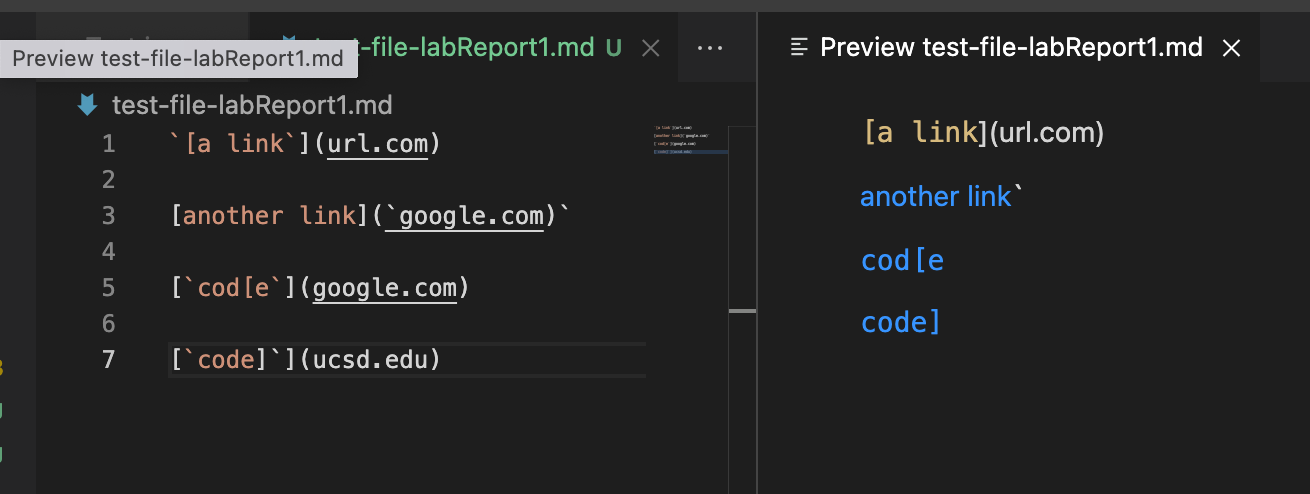 Preview test-file-labReport1.md
-file-labReport1.md U
Preview test-file-labReport1.md
test-file-labReport1.md
1 `[a link`](url.com)
2
3 [another link](`google.com)`
4
5 [`cod[e`](google.com)
6
7 [`code]`](ucsd.edu)
[a link](url.com)
another link`
cod[e
code]